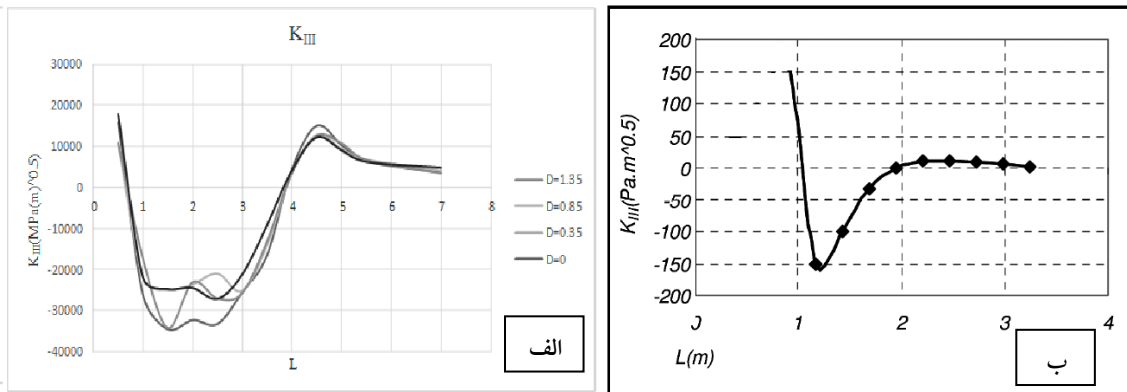 K_III
30000
20000
10000
0
-10000
-20000
-30000
-40000
0 1 2 3 4 5 6 7 8
K_III(MPa(m)^0.5)
L
D=1.35
D=0.85
D=0.35
D=0
الف
200
150
100
50
0
-50
-100
-150
-200
0 1 2 3 4
K_III(Pa.m^0.5)
L(m)
ب